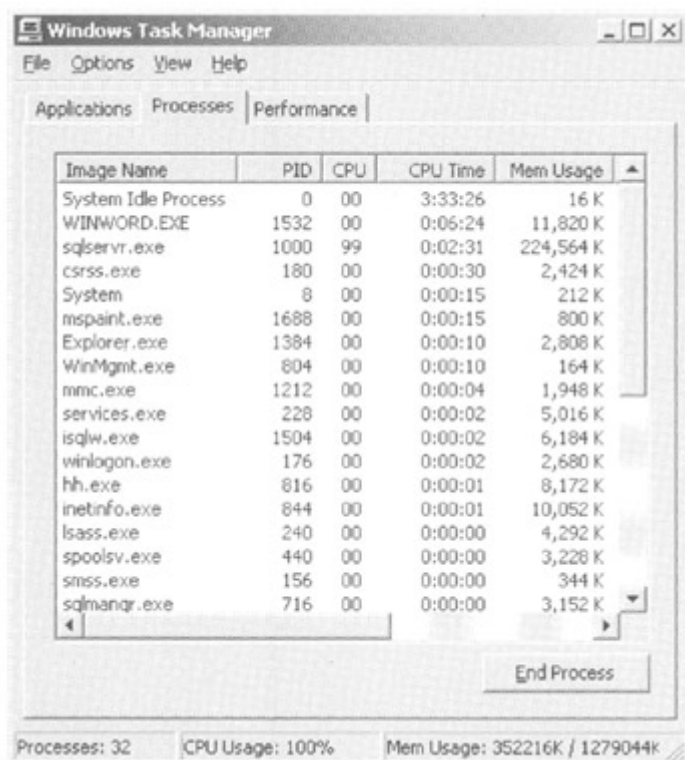 Windows Task Manager
File Options View Help
Applications Processes Performance
Image Name PID CPU CPU Time Mem Usage
System Idle Process 0 00 3:33:26 16 K
WINWORD.EXE 1532 00 0:06:24 11,820 K
sqlservr.exe 1000 99 0:02:31 224,564 K
csrss.exe 180 00 0:00:30 2,424 K
System 8 00 0:00:15 212 K
mspaint.exe 1688 00 0:00:15 800 K
Explorer.exe 1384 00 0:00:10 2,808 K
WinMgmt.exe 804 00 0:00:10 164 K
mmc.exe 1212 00 0:00:04 1,948 K
services.exe 228 00 0:00:02 5,016 K
isqlw.exe 1504 00 0:00:02 6,184 K
winlogon.exe 176 00 0:00:02 2,680 K
hh.exe 816 00 0:00:01 8,172 K
inetinfo.exe 844 00 0:00:01 10,052 K
lsass.exe 240 00 0:00:00 4,292 K
spoolsv.exe 440 00 0:00:00 3,228 K
smss.exe 156 00 0:00:00 344 K
sqlmangr.exe 716 00 0:00:00 3,152 K
End Process
Processes: 32 CPU Usage: 100% Mem Usage: 352216K / 1279044K